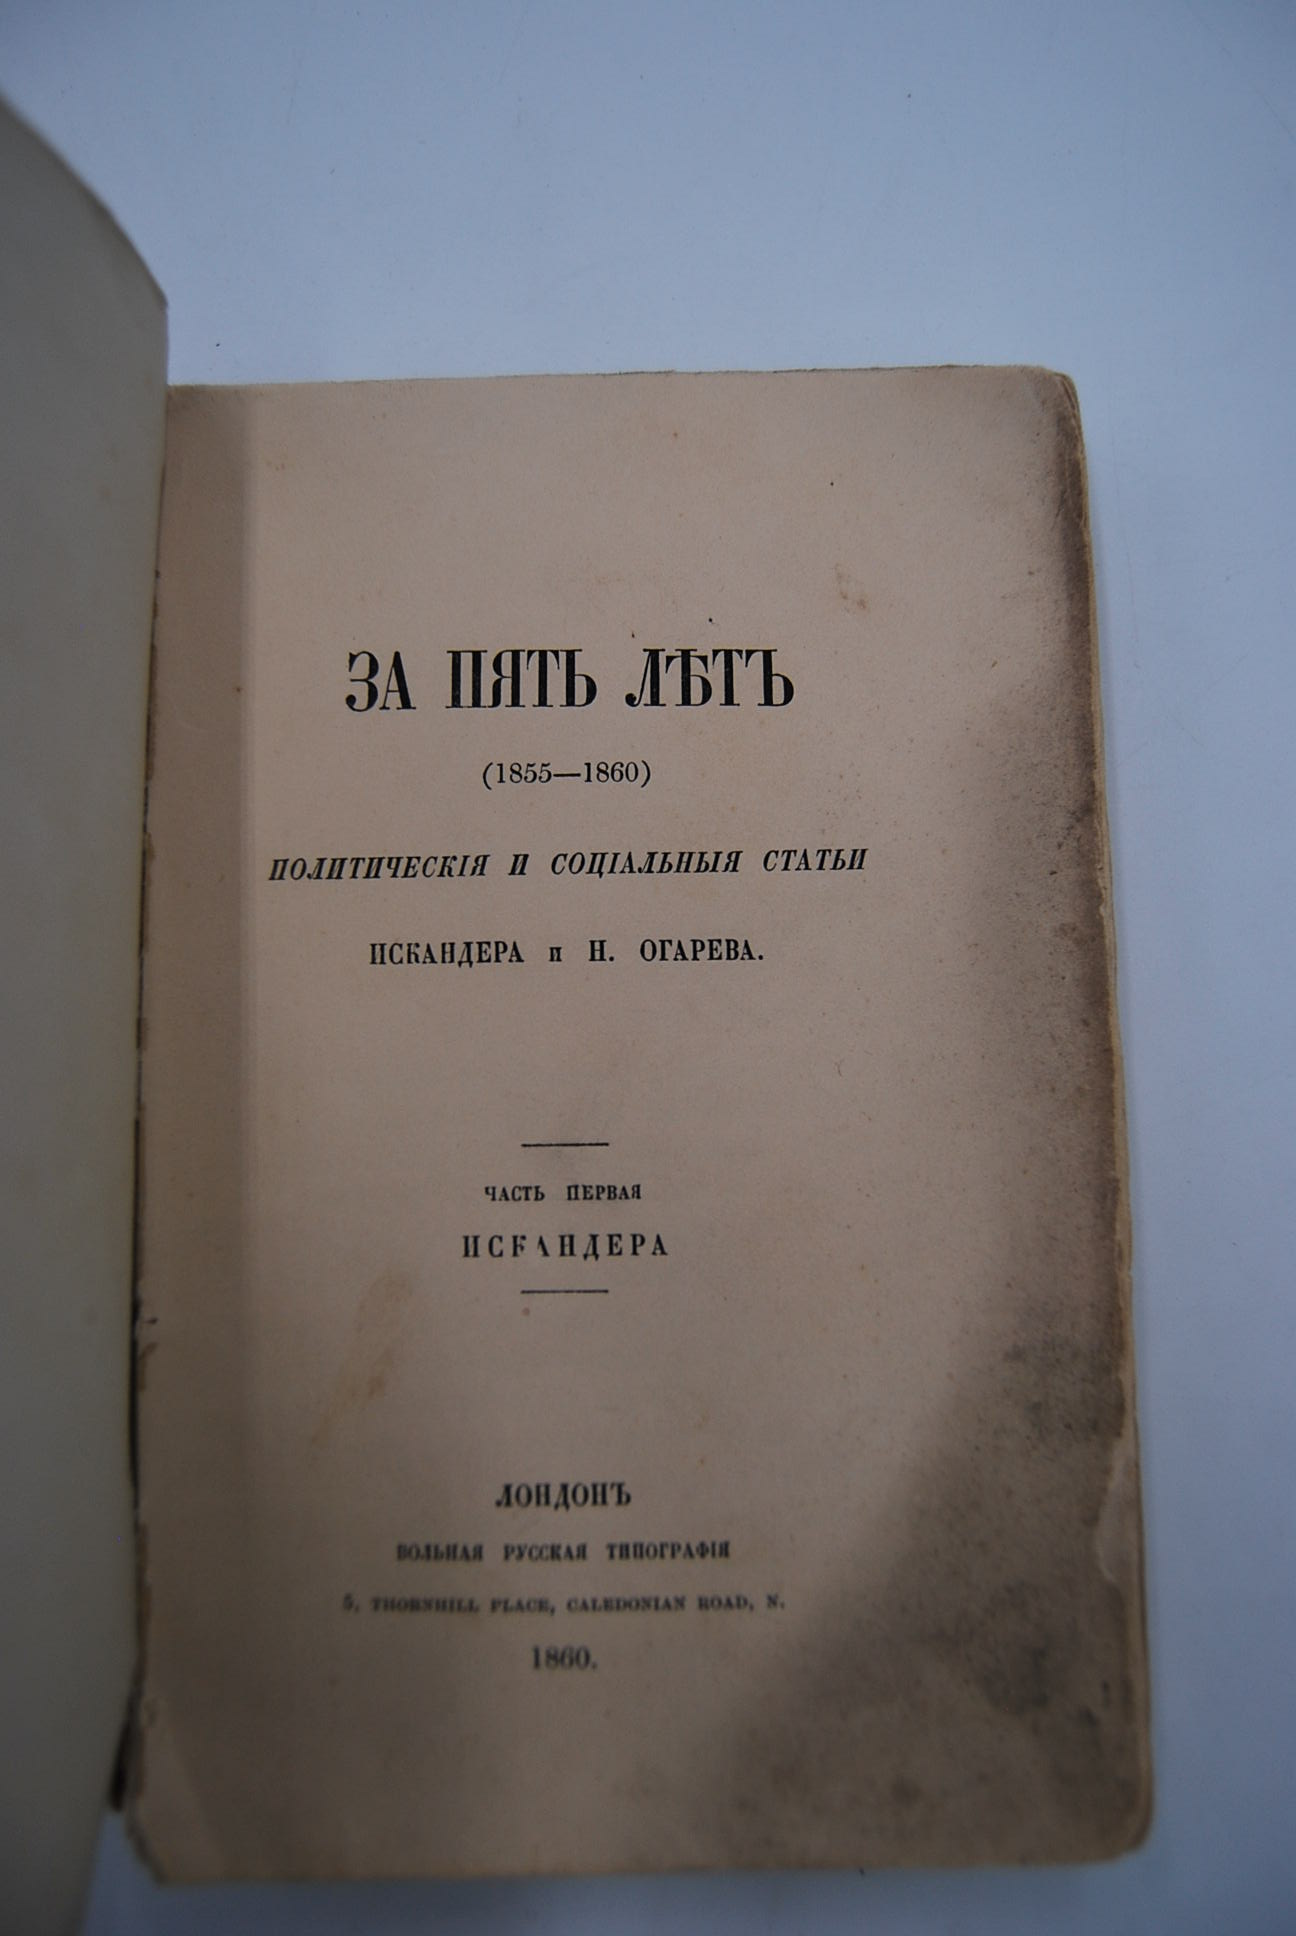 ЗА ПЯТЬ ЛѢТЪ
(1855—1860)
ПОЛИТИЧЕСКІЯ И СОЦІАЛЬНЫЯ СТАТЬИ
ИСКАНДЕРА и Н. ОГАРЕВА.
ЧАСТЬ ПЕРВАЯ
ИСКАНДЕРА
ЛОНДОНЪ
ВОЛЬНАЯ РУССКАЯ ТИПОГРАФІЯ
5, THORNHILL PLACE, CALEDONIAN ROAD, N.
1860.